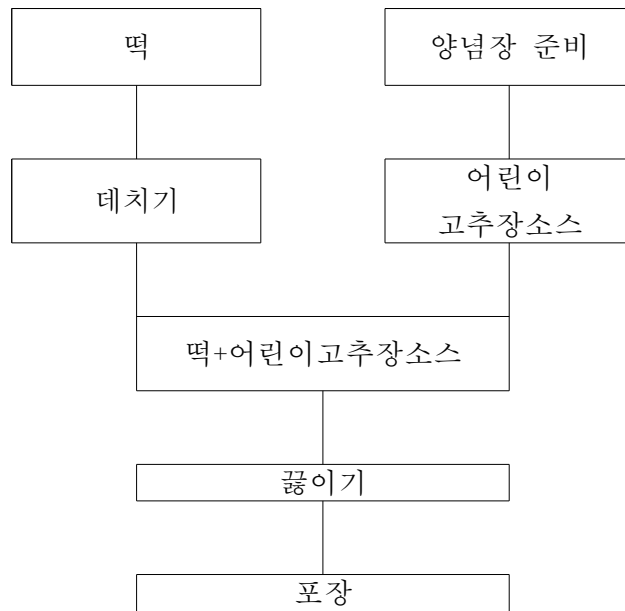 떡
양념장 준비
데치기
어린이
고추장소스
떡+어린이고추장소스
끓이기
포장